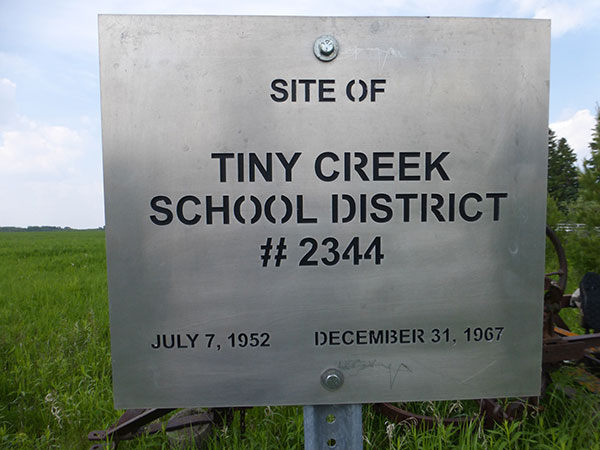 SITE OF
TINY CREEK
SCHOOL DISTRICT
# 2344
JULY 7, 1952 DECEMBER 31, 1967